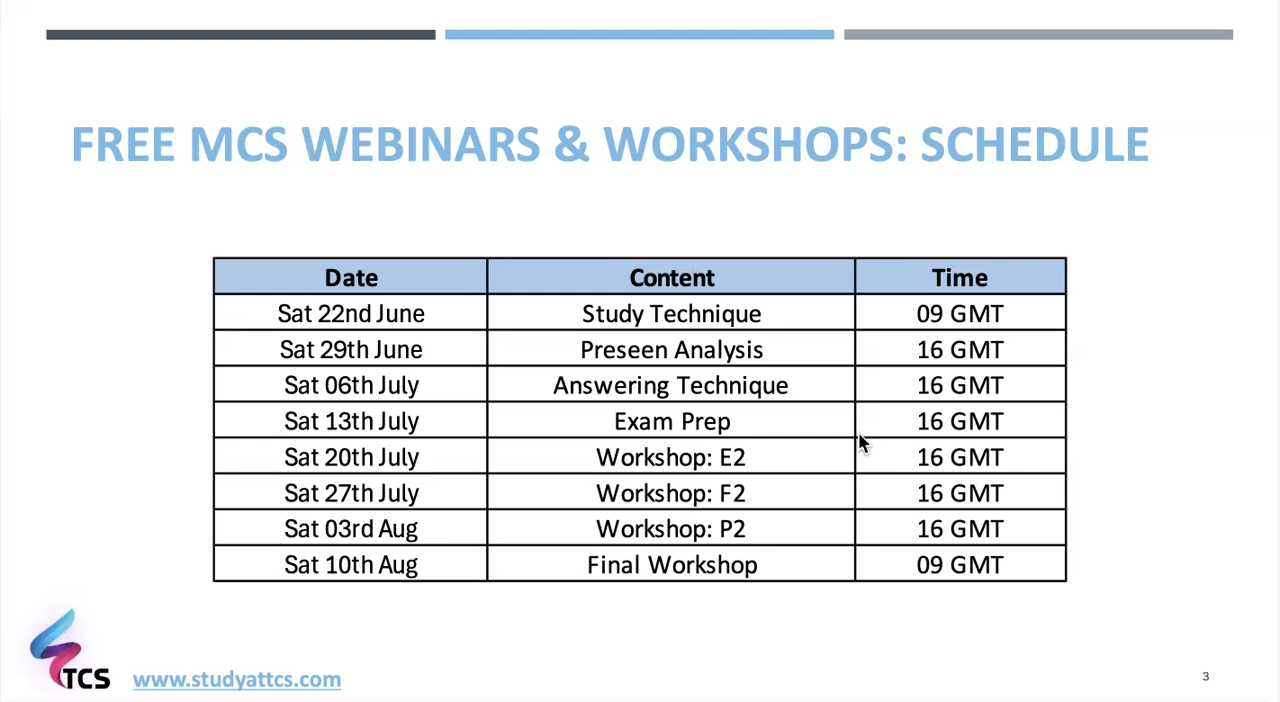 FREE MCS WEBINARS & WORKSHOPS: SCHEDULE
Date Content Time
Sat 22nd June Study Technique 09 GMT
Sat 29th June Preseen Analysis 16 GMT
Sat 06th July Answering Technique 16 GMT
Sat 13th July Exam Prep 16 GMT
Sat 20th July Workshop: E2 16 GMT
Sat 27th July Workshop: F2 16 GMT
Sat 03rd Aug Workshop: P2 16 GMT
Sat 10th Aug Final Workshop 09 GMT
TCS www.studyattcs.com 3